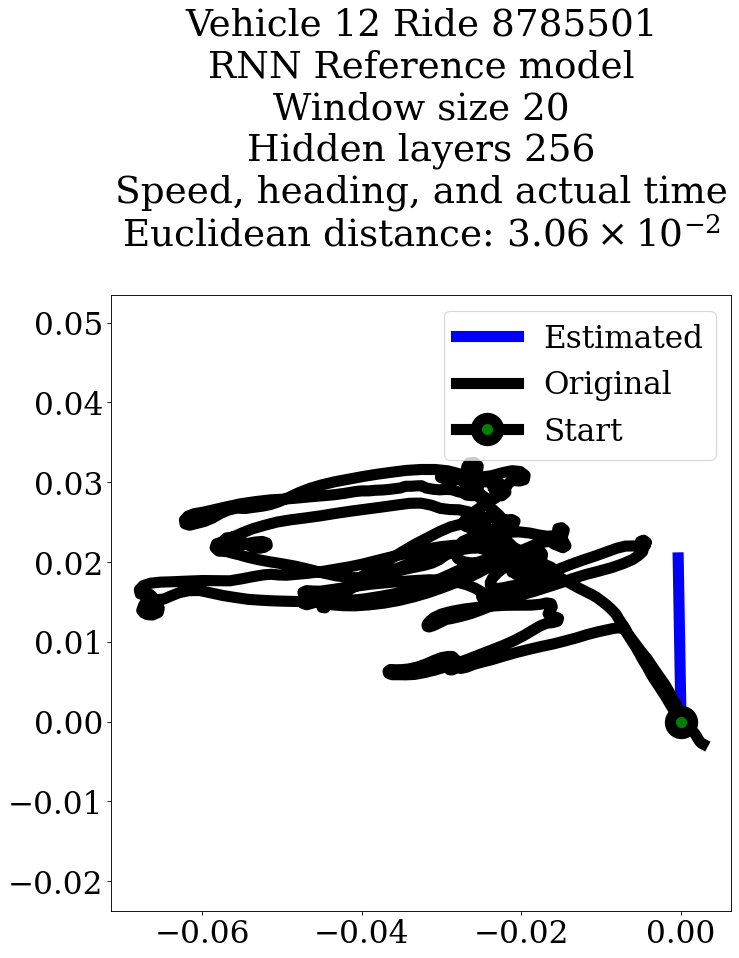 Vehicle 12 Ride 8785501
RNN Reference model
Window size 20
Hidden layers 256
Speed, heading, and actual time
Euclidean distance: 3.06 × 10⁻²
Estimated
Original
Start
0.05
0.04
0.03
0.02
0.01
0.00
−0.01
−0.02
−0.06 −0.04 −0.02 0.00